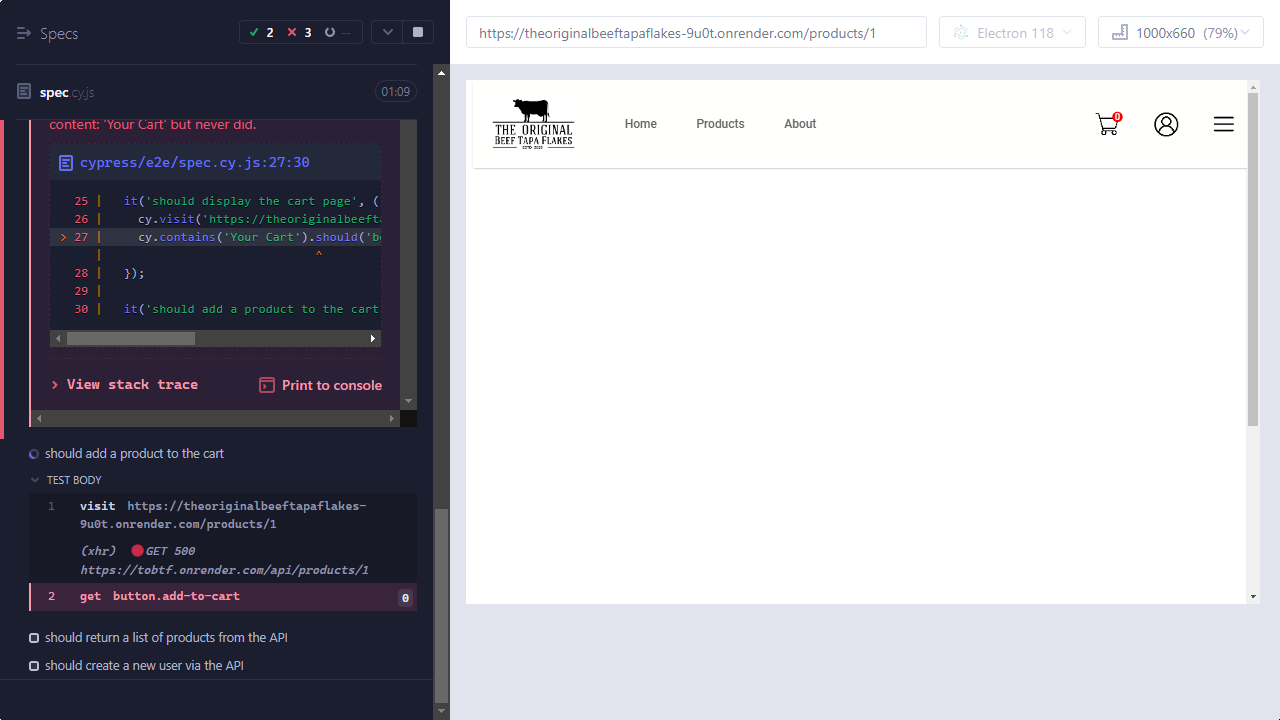 Specs
2
3
--
spec.cy.js
01:09
content: 'Your Cart' but never did.
cypress/e2e/spec.cy.js:27:30
25 | it('should display the cart page', (
26 | cy.visit('https://theoriginalbeefta
> 27 | cy.contains('Your Cart').should('b
| ^
28 | });
29 |
30 | it('should add a product to the cart
> View stack trace
Print to console
should add a product to the cart
TEST BODY
1 visit https://theoriginalbeeftapaflakes-
9u0t.onrender.com/products/1
(xhr) GET 500
https://tobtf.onrender.com/api/products/1
2 get button.add-to-cart 0
should return a list of products from the API
should create a new user via the API
https://theoriginalbeeftapaflakes-9u0t.onrender.com/products/1
Electron 118
1000x660 (79%)
THE ORIGINAL
BEEF TAPA FLAKES
Home
Products
About
0